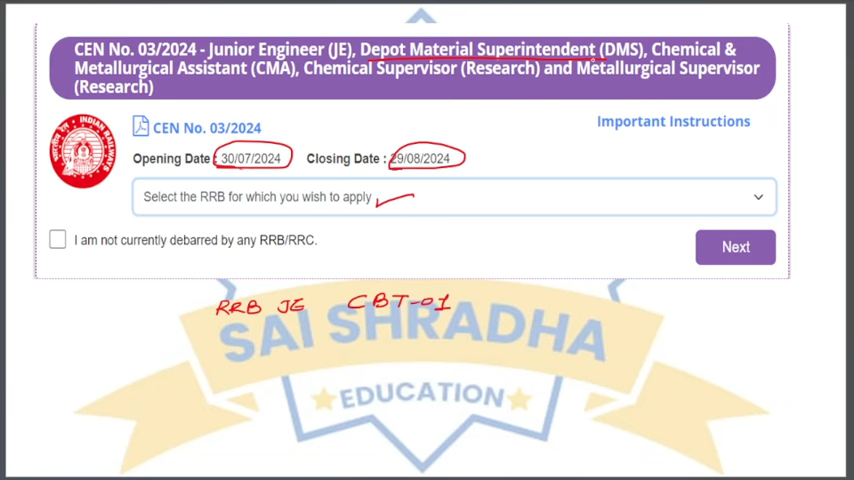 CEN No. 03/2024 - Junior Engineer (JE), Depot Material Superintendent (DMS), Chemical &
Metallurgical Assistant (CMA), Chemical Supervisor (Research) and Metallurgical Supervisor
(Research)
INDIAN RAILWAYS
CEN No. 03/2024
Important Instructions
Opening Date : 30/07/2024 Closing Date : 29/08/2024
Select the RRB for which you wish to apply
I am not currently debarred by any RRB/RRC.
Next
RRB JE CBT-01
SAI SHRADHA
EDUCATION